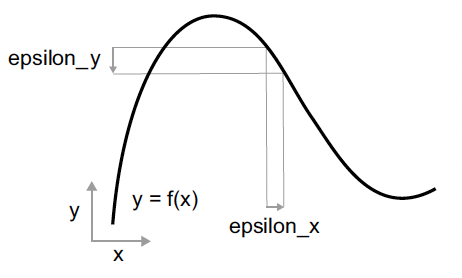 epsilon_y
y = f(x)
y
epsilon_x
x